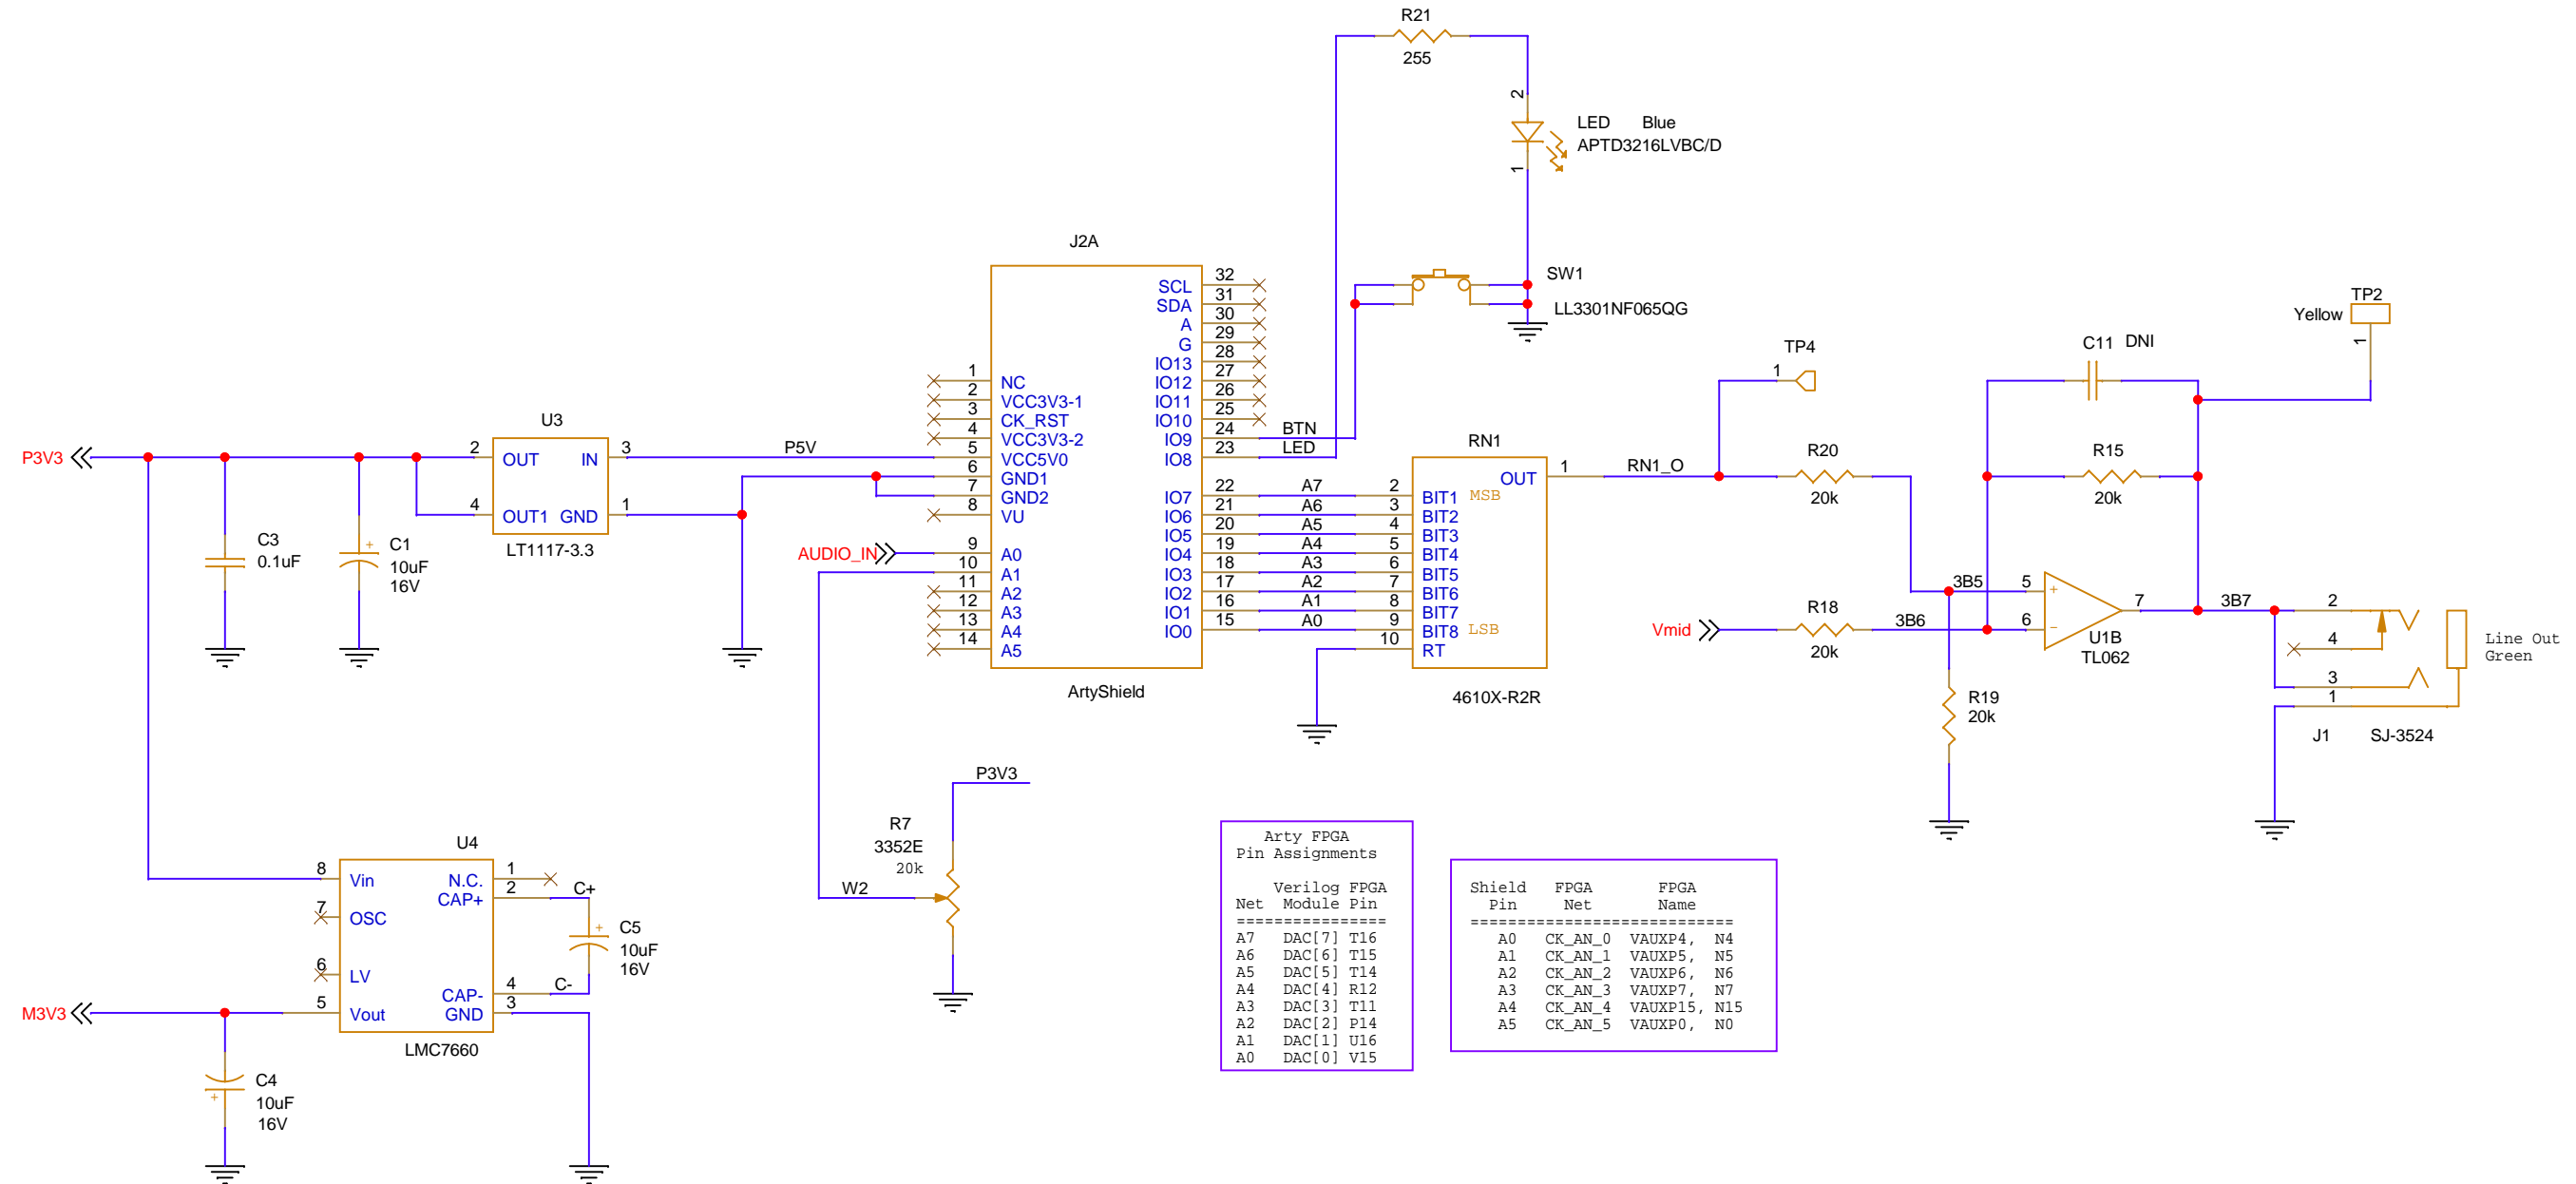 R21
255
2
LED Blue
APTD3216LVBC/D
1
SW1
LL3301NF065QG
J2A
SCL 32
SDA 31
A 30
G 29
IO13 28
IO12 27
IO11 26
IO10 25
IO9 24 BTN
IO8 23 LED
IO7 22 A7
IO6 21 A6
IO5 20 A5
IO4 19 A4
IO3 18 A3
IO2 17 A2
IO1 16 A1
IO0 15 A0
1 NC
2 VCC3V3-1
3 CK_RST
4 VCC3V3-2
5 VCC5V0
6 GND1
7 GND2
8 VU
9 A0
10 A1
11 A2
12 A3
13 A4
14 A5
ArtyShield
AUDIO_IN
P5V
U3
P3V3
2 OUT IN 3
4 OUT1 GND 1
LT1117-3.3
C3
0.1uF
C1
10uF
16V
+
U4
8 Vin
7 OSC
6 LV
5 Vout
N.C. 1
CAP+ 2
CAP- 4
GND 3
LMC7660
C+
C-
+
C5
10uF
16V
M3V3
+
C4
10uF
16V
P3V3
R7
3352E
20k
W2
RN1
OUT 1
2 BIT1 MSB
3 BIT2
4 BIT3
5 BIT4
6 BIT5
7 BIT6
8 BIT7
9 BIT8 LSB
10 RT
4610X-R2R
RN1_O
TP4
1
R20
20k
Vmid
R18
20k
3B5
3B6
R19
20k
C11 DNI
R15
20k
5 +
6 -
7
U1B
TL062
3B7
TP2
Yellow
1
2
4
3
1
Line Out
Green
J1 SJ-3524
Arty FPGA
Pin Assignments
Verilog FPGA
Net Module Pin
================
A7 DAC[7] T16
A6 DAC[6] T15
A5 DAC[5] T14
A4 DAC[4] R12
A3 DAC[3] T11
A2 DAC[2] P14
A1 DAC[1] U16
A0 DAC[0] V15
Shield FPGA FPGA
Pin Net Name
============================
A0 CK_AN_0 VAUXP4, N4
A1 CK_AN_1 VAUXP5, N5
A2 CK_AN_2 VAUXP6, N6
A3 CK_AN_3 VAUXP7, N7
A4 CK_AN_4 VAUXP15, N15
A5 CK_AN_5 VAUXP0, N0